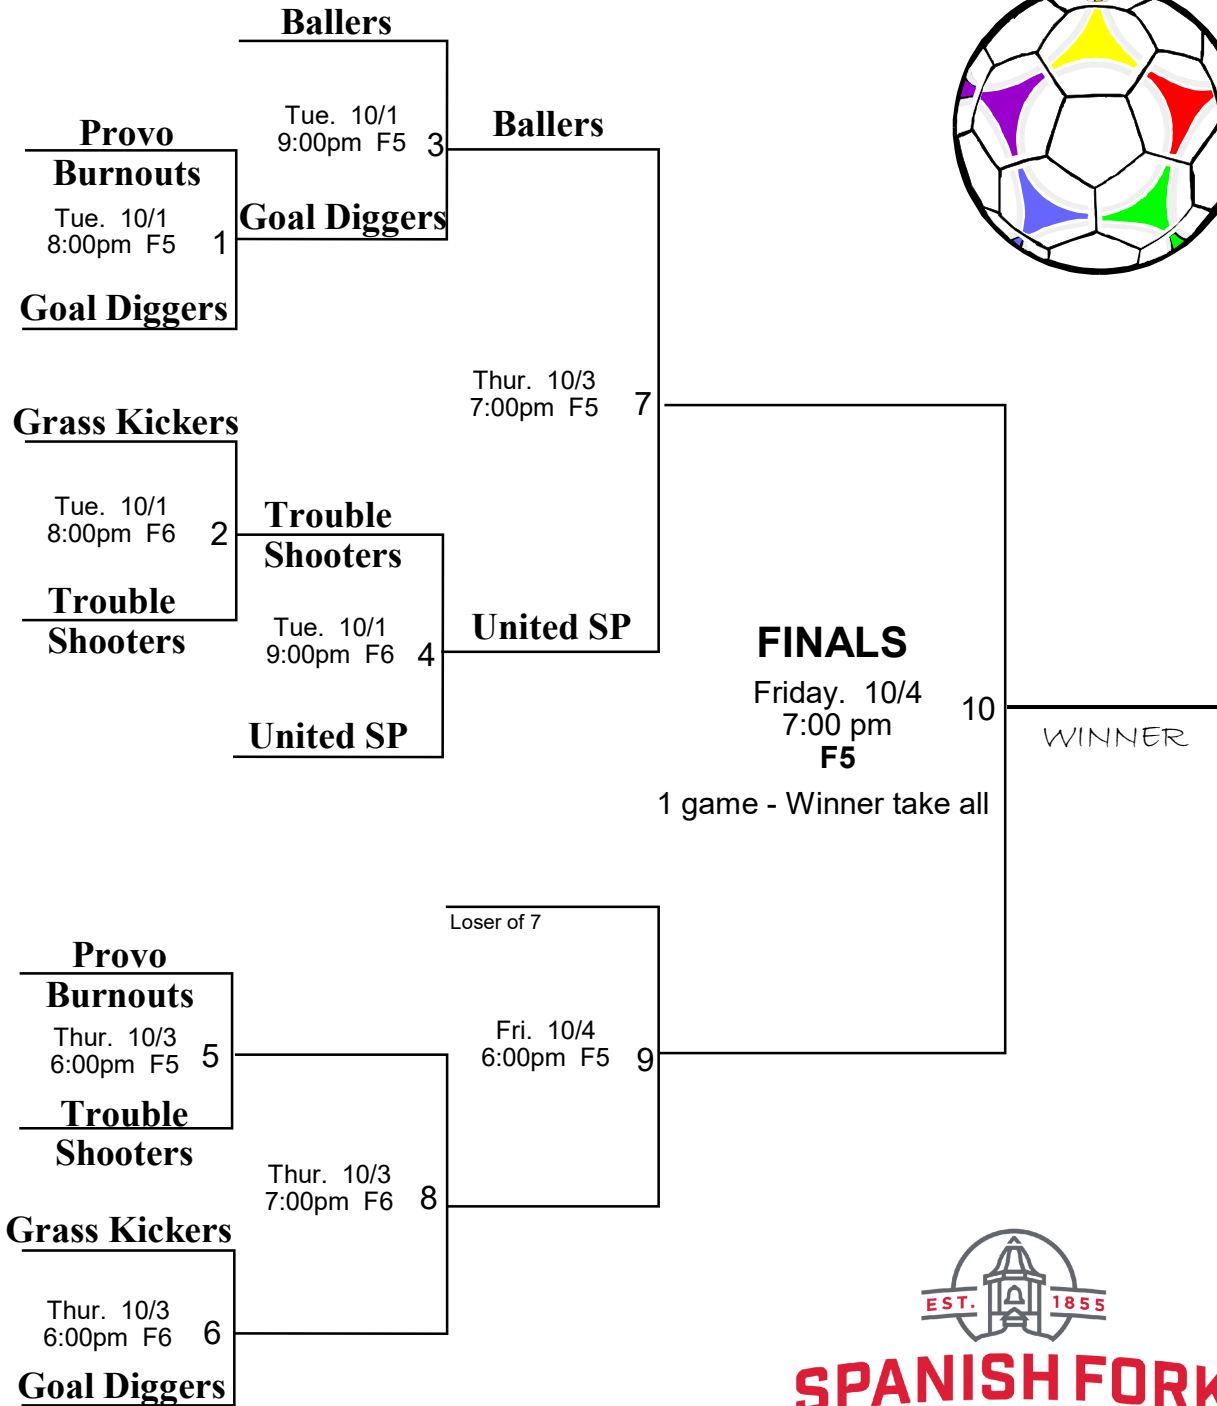 Ballers
Tue. 10/1
9:00pm F5 3
Ballers
Provo
Burnouts
Tue. 10/1
8:00pm F5 1
Goal Diggers
Goal Diggers
Thur. 10/3
7:00pm F5 7
Grass Kickers
Tue. 10/1
8:00pm F6 2
Trouble
Shooters
Trouble
Shooters
Tue. 10/1
9:00pm F6 4
United SP
United SP
FINALS
Friday. 10/4
7:00 pm
F5
10
WINNER
1 game - Winner take all
Loser of 7
Provo
Burnouts
Thur. 10/3
6:00pm F5 5
Trouble
Shooters
Fri. 10/4
6:00pm F5 9
Thur. 10/3
7:00pm F6 8
Grass Kickers
Thur. 10/3
6:00pm F6 6
Goal Diggers
EST. 1855
SPANISH FORK